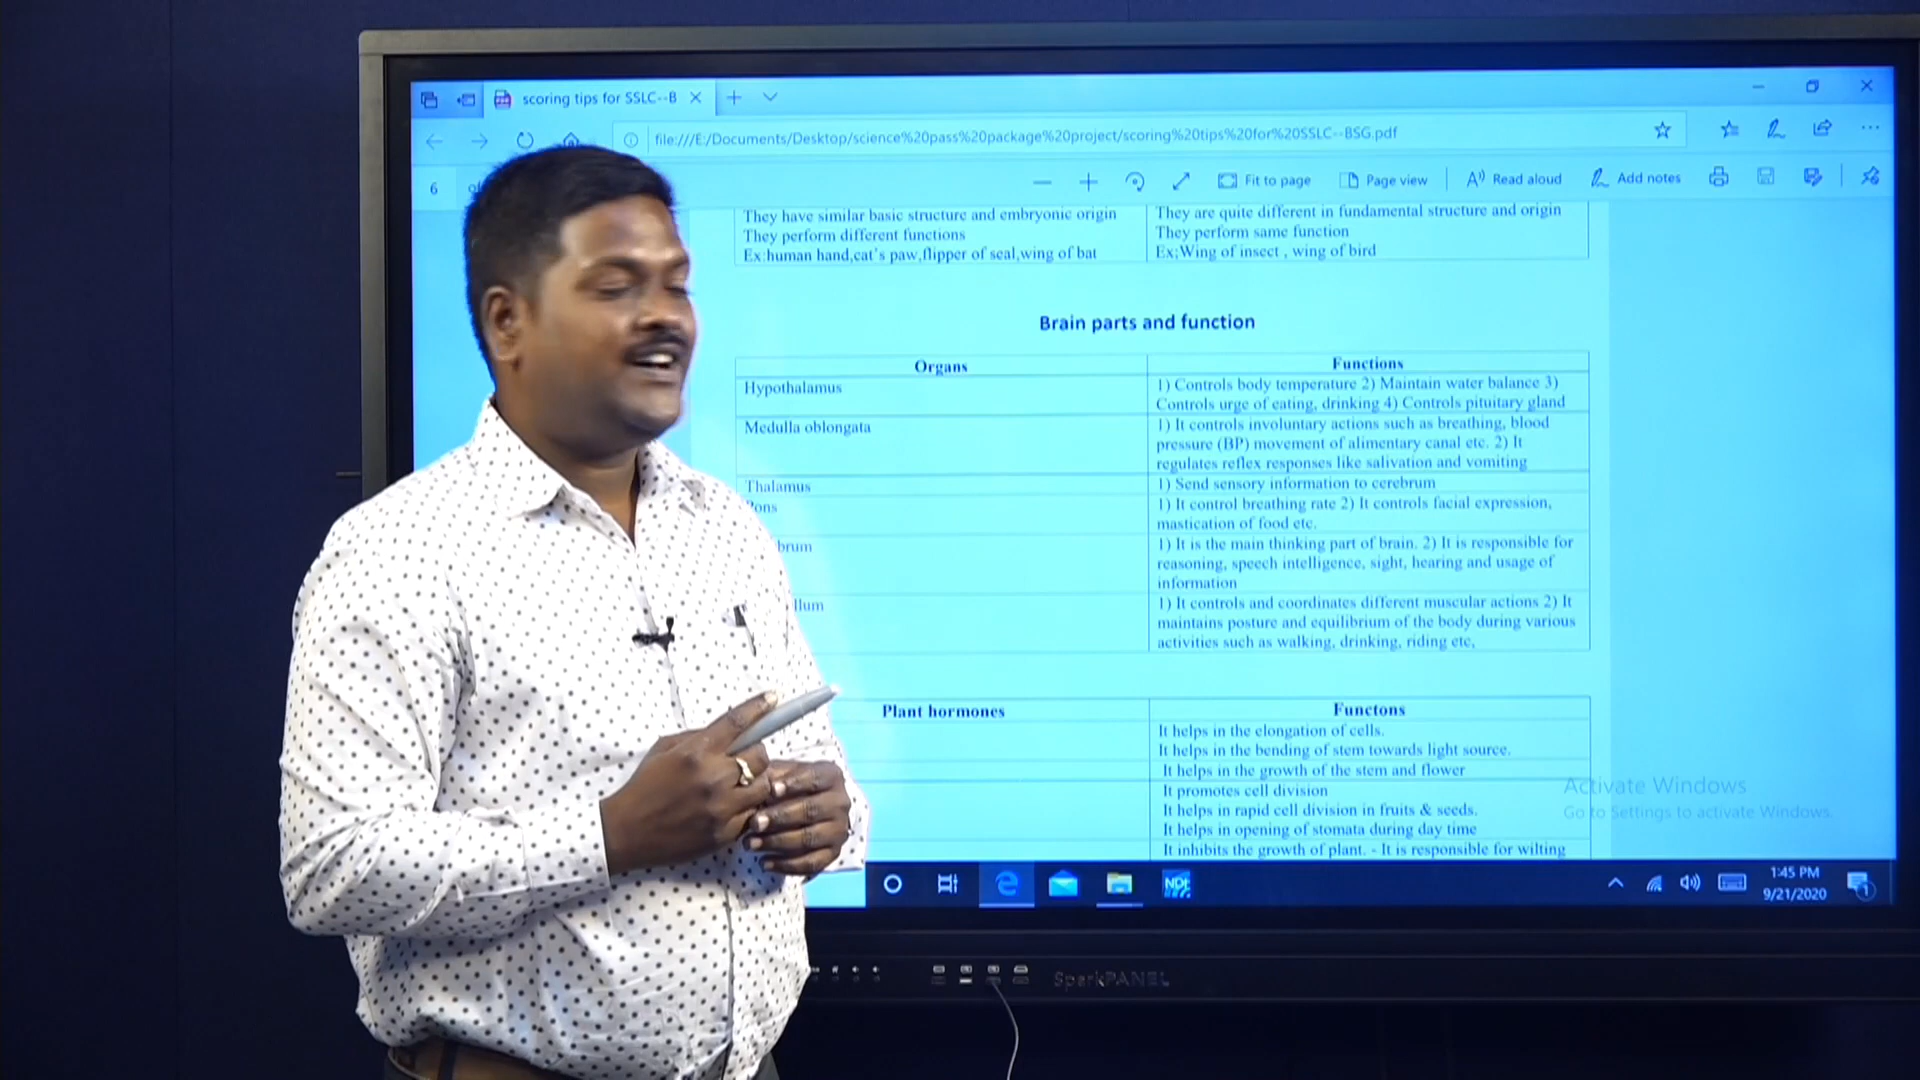 scoring tips for SSLC--B
file:///E:/Documents/Desktop/science%20pass%20package%20project/scoring%20tips%20for%20SSLC--BSG.pdf
6
Fit to page
Page view
Read aloud
Add notes
They have similar basic structure and embryonic origin
They perform different functions
Ex:human hand,cat's paw,flipper of seal,wing of bat
They are quite different in fundamental structure and origin
They perform same function
Ex;Wing of insect , wing of bird
Brain parts and function
Organs
Functions
Hypothalamus
1) Controls body temperature 2) Maintain water balance 3)
Controls urge of eating, drinking 4) Controls pituitary gland
Medulla oblongata
1) It controls involuntary actions such as breathing, blood
pressure (BP) movement of alimentary canal etc. 2) It
regulates reflex responses like salivation and vomiting
Thalamus
1) Send sensory information to cerebrum
Pons
1) It control breathing rate 2) It controls facial expression,
mastication of food etc.
brum
1) It is the main thinking part of brain. 2) It is responsible for
reasoning, speech intelligence, sight, hearing and usage of
information
llum
1) It controls and coordinates different muscular actions 2) It
maintains posture and equilibrium of the body during various
activities such as walking, drinking, riding etc,
Plant hormones
Functons
It helps in the elongation of cells.
It helps in the bending of stem towards light source.
It helps in the growth of the stem and flower
It promotes cell division
It helps in rapid cell division in fruits & seeds.
It helps in opening of stomata during day time
It inhibits the growth of plant. - It is responsible for wilting
Activate Windows
Go to Settings to activate Windows.
1:45 PM
9/21/2020
SparkPANEL